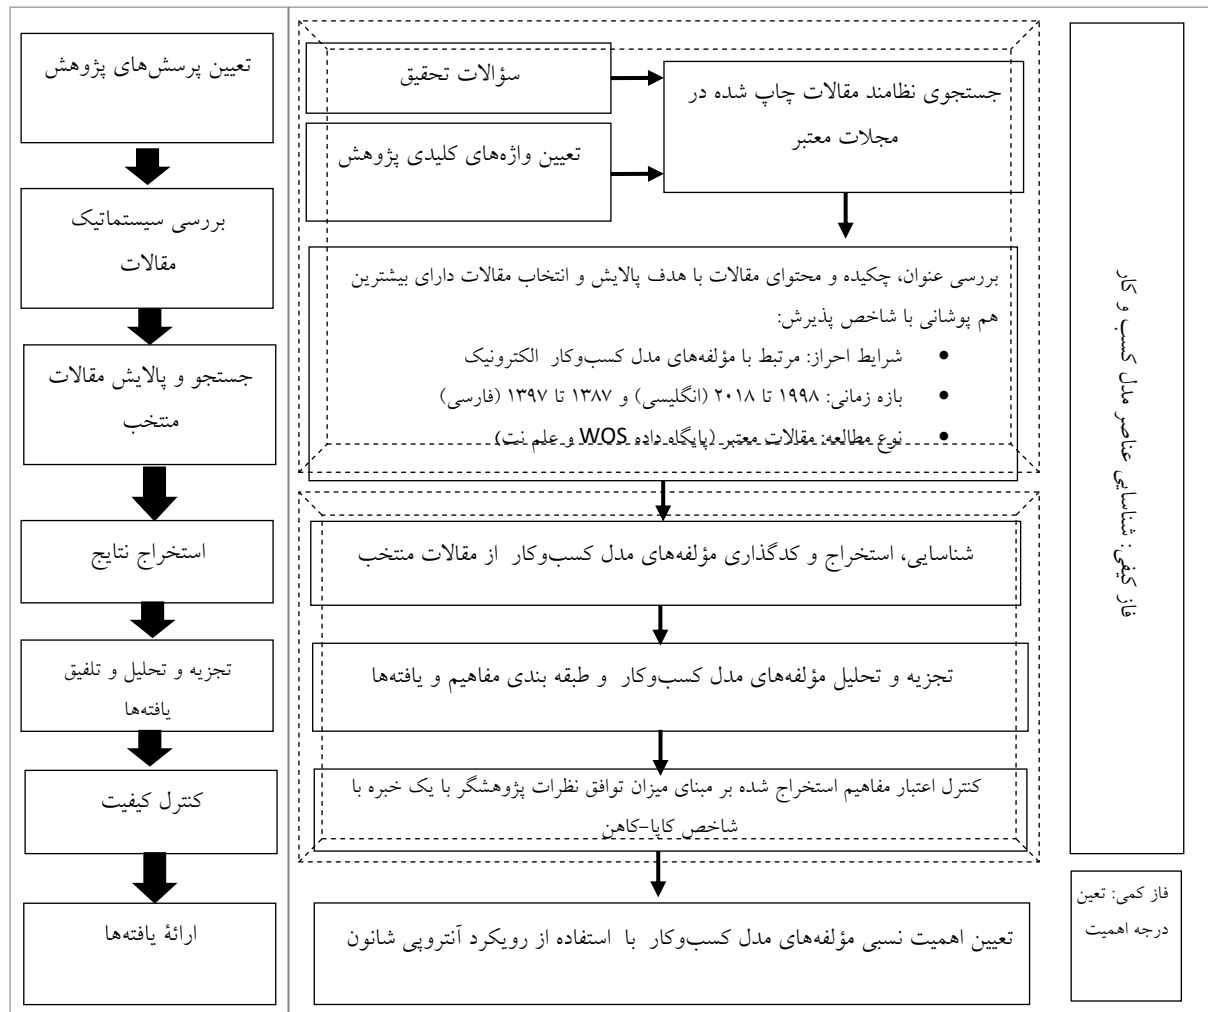 فاز کیفی: شناسایی عناصر مدل کسب و کار
سؤالات تحقیق
تعیین واژه‌های کلیدی پژوهش
جستجوی نظامند مقالات چاپ شده در
مجلات معتبر
بررسی عنوان، چکیده و محتوای مقالات با هدف پالایش و انتخاب مقالات دارای بیشترین
هم پوشانی با شاخص پذیرش:
• شرایط احراز: مرتبط با مؤلفه‌های مدل کسب‌وکار الکترونیک
• بازه زمانی: ۱۹۹۸ تا ۲۰۱۸ (انگلیسی) و ۱۳۸۷ تا ۱۳۹۷ (فارسی)
• نوع مطالعه: مقالات معتبر (پایگاه داده WOS و علم نت)
شناسایی، استخراج و کدگذاری مؤلفه‌های مدل کسب‌وکار از مقالات منتخب
تجزیه و تحلیل مؤلفه‌های مدل کسب‌وکار و طبقه بندی مفاهیم و یافته‌ها
کنترل اعتبار مفاهیم استخراج شده بر مبنای میزان توافق نظرات پژوهشگر با یک خبره با
شاخص کاپا-کاهن
فاز کمی: تعین
درجه اهمیت
تعیین اهمیت نسبی مؤلفه‌های مدل کسب‌وکار با استفاده از رویکرد آنتروپی شانون
تعیین پرسش‌های پژوهش
بررسی سیستماتیک
مقالات
جستجو و پالایش مقالات
منتخب
استخراج نتایج
تجزیه و تحلیل و تلفیق
یافته‌ها
کنترل کیفیت
ارائهٔ یافته‌ها